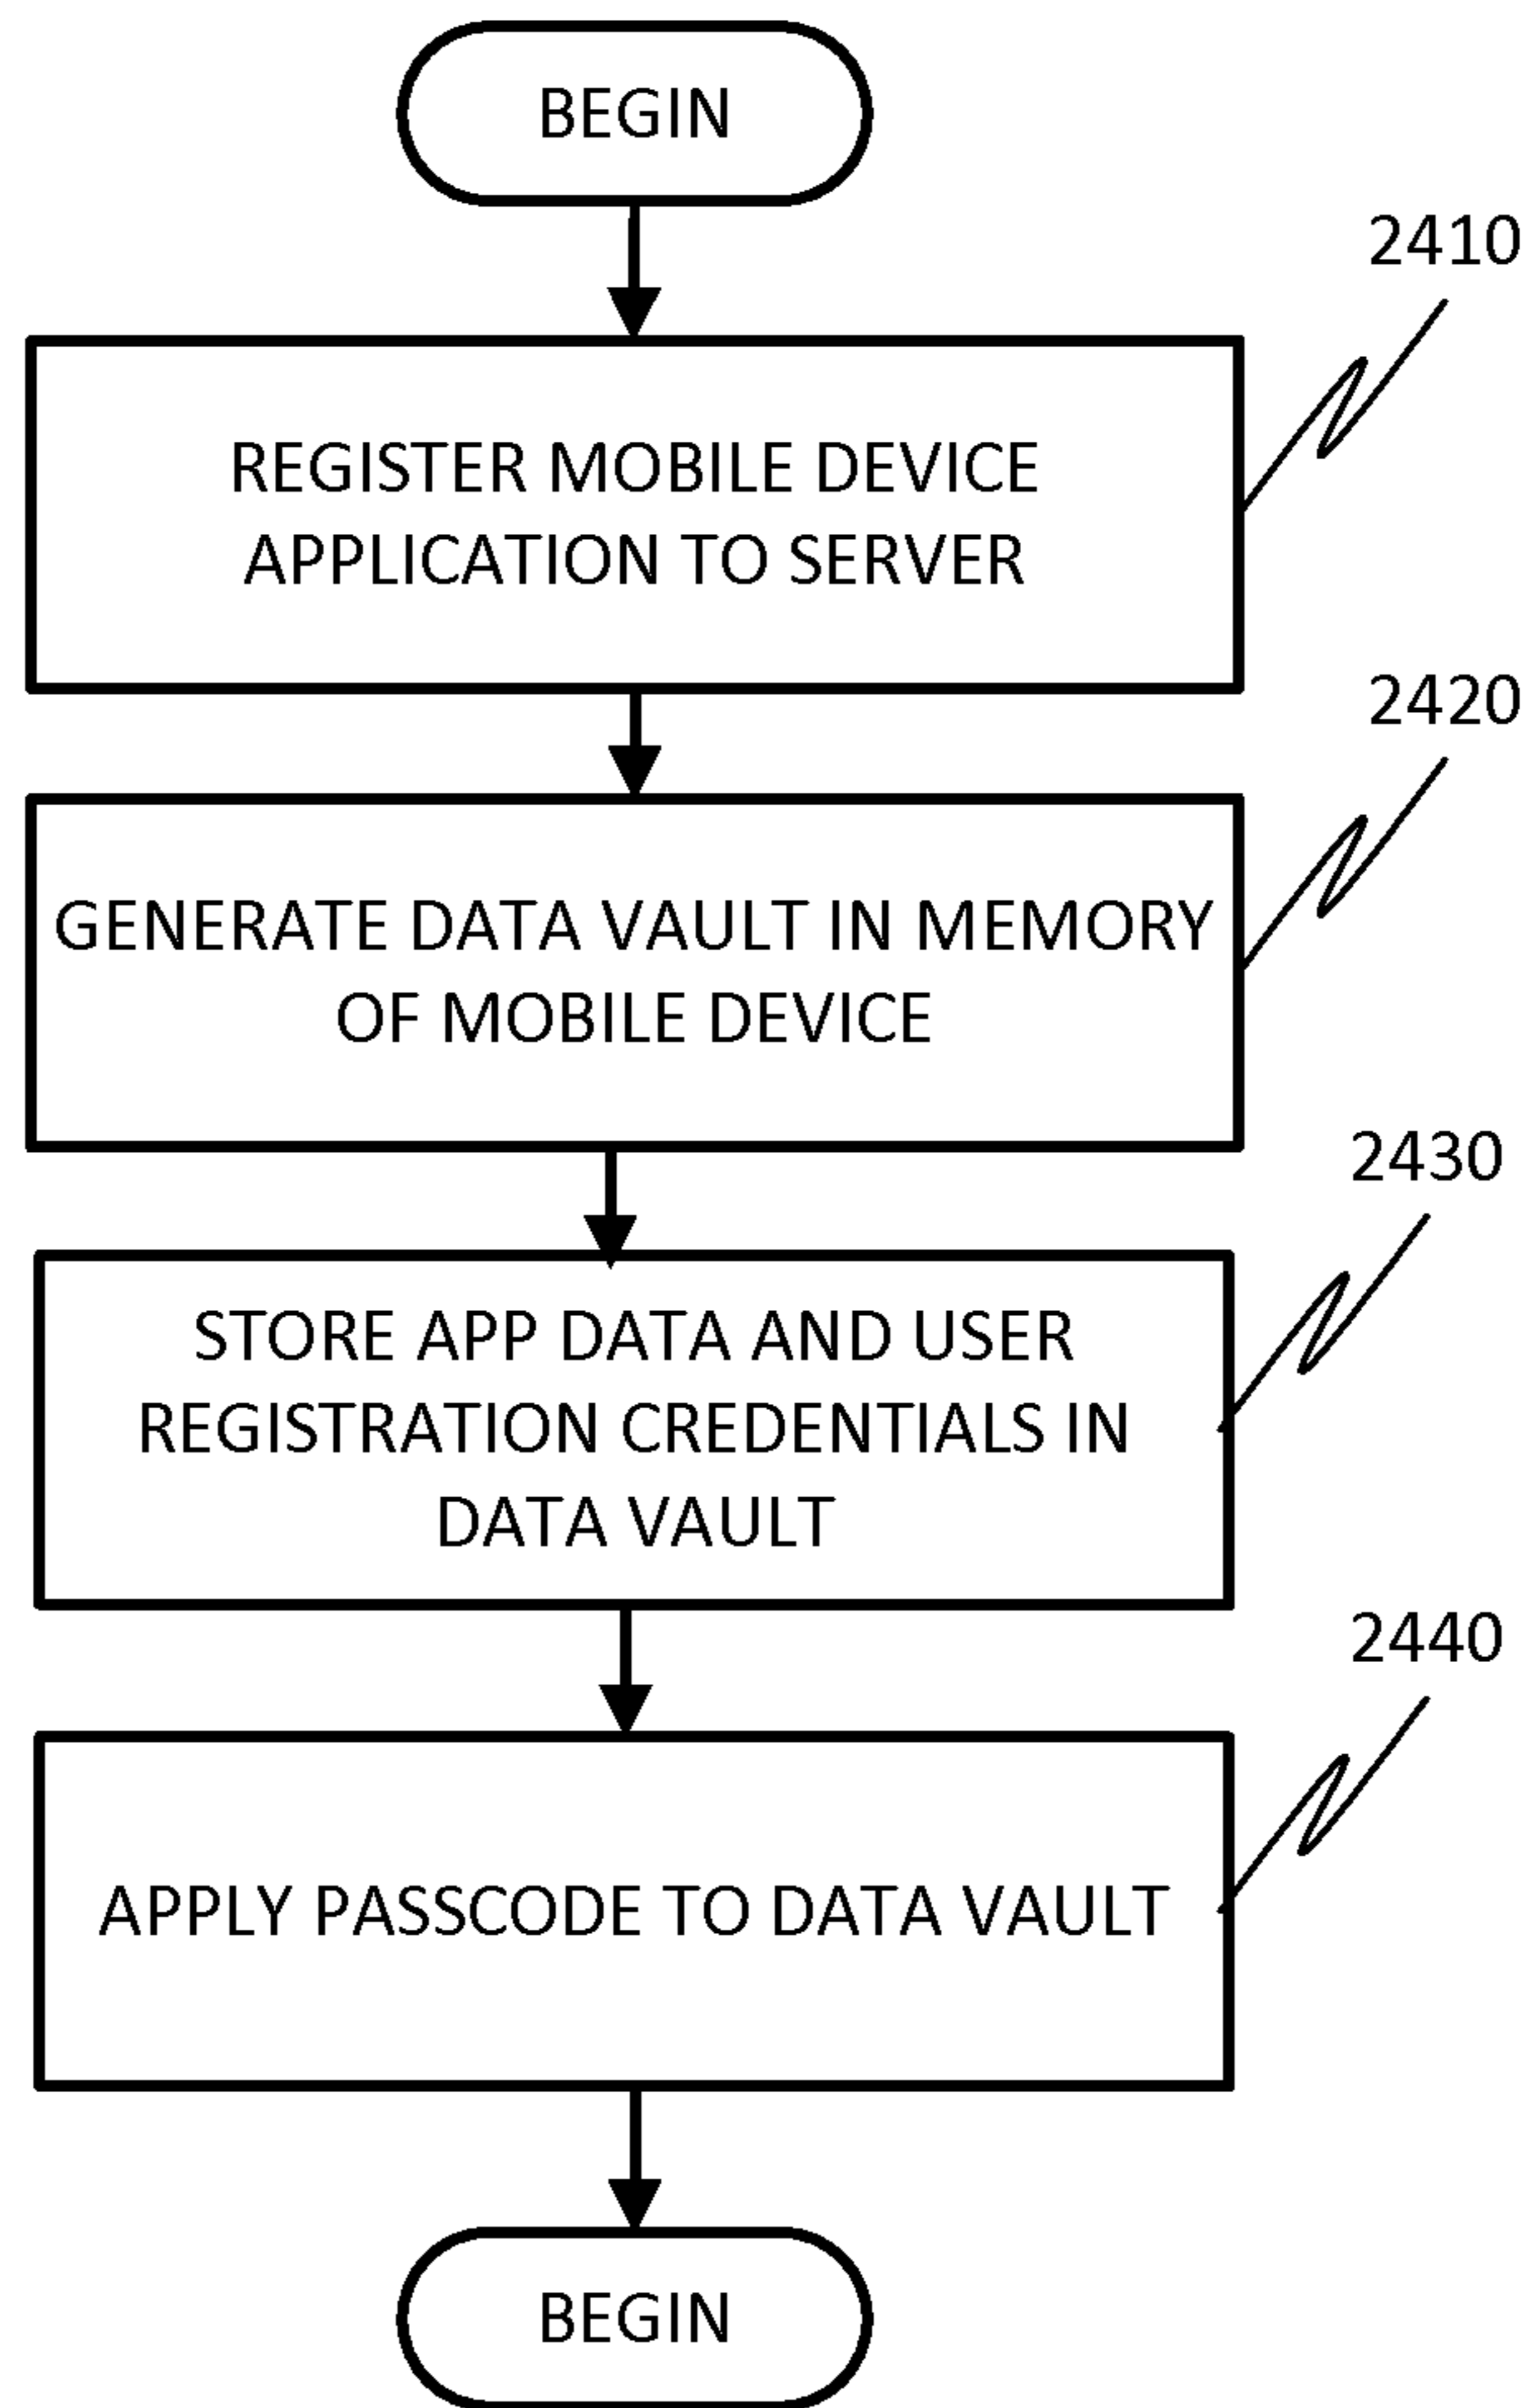 BEGIN
2410
REGISTER MOBILE DEVICE
APPLICATION TO SERVER
2420
GENERATE DATA VAULT IN MEMORY
OF MOBILE DEVICE
2430
STORE APP DATA AND USER
REGISTRATION CREDENTIALS IN
DATA VAULT
2440
APPLY PASSCODE TO DATA VAULT
BEGIN